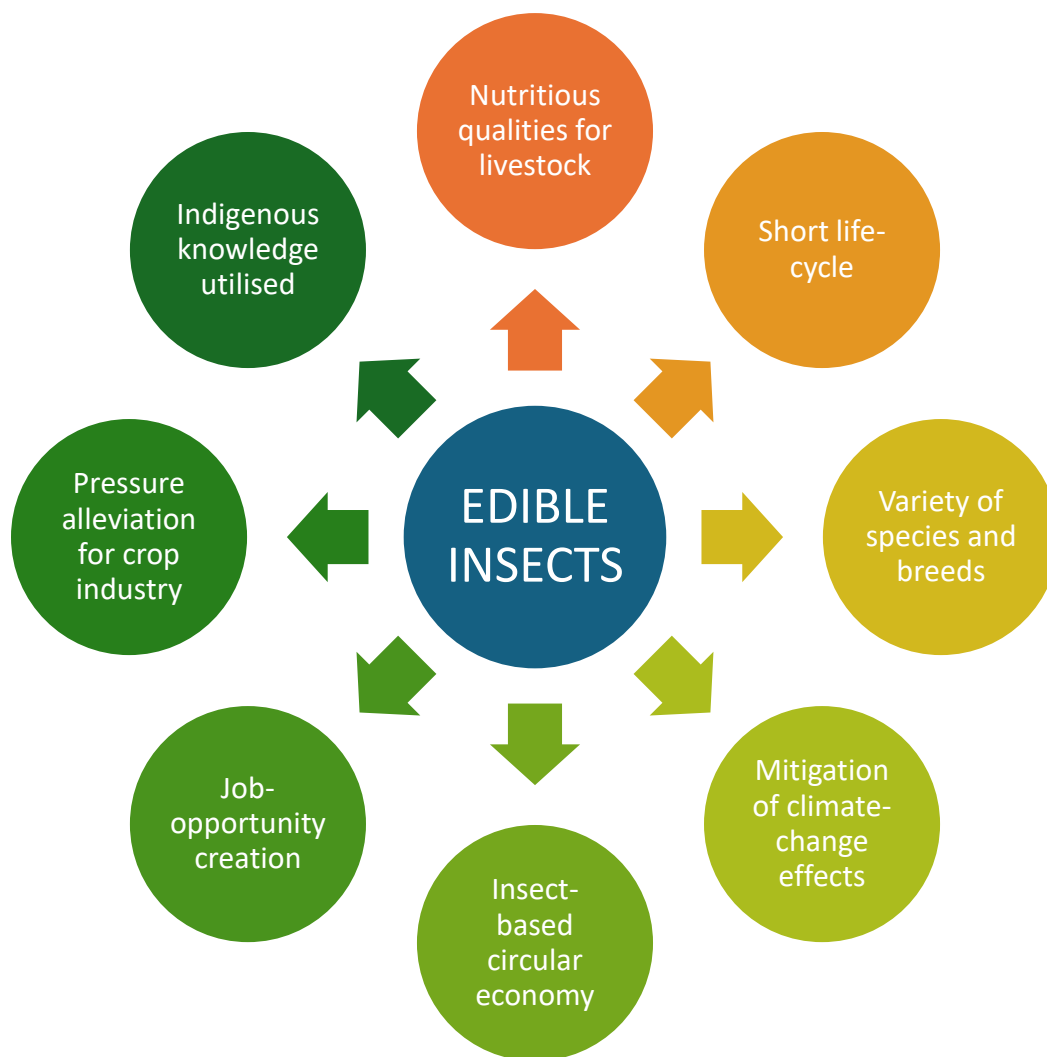 Nutritious
qualities for
livestock
Short life-
cycle
Variety of
species and
breeds
Mitigation
of climate-
change
effects
Insect-
based
circular
economy
Job-
opportunity
creation
Pressure
alleviation
for crop
industry
Indigenous
knowledge
utilised
EDIBLE
INSECTS